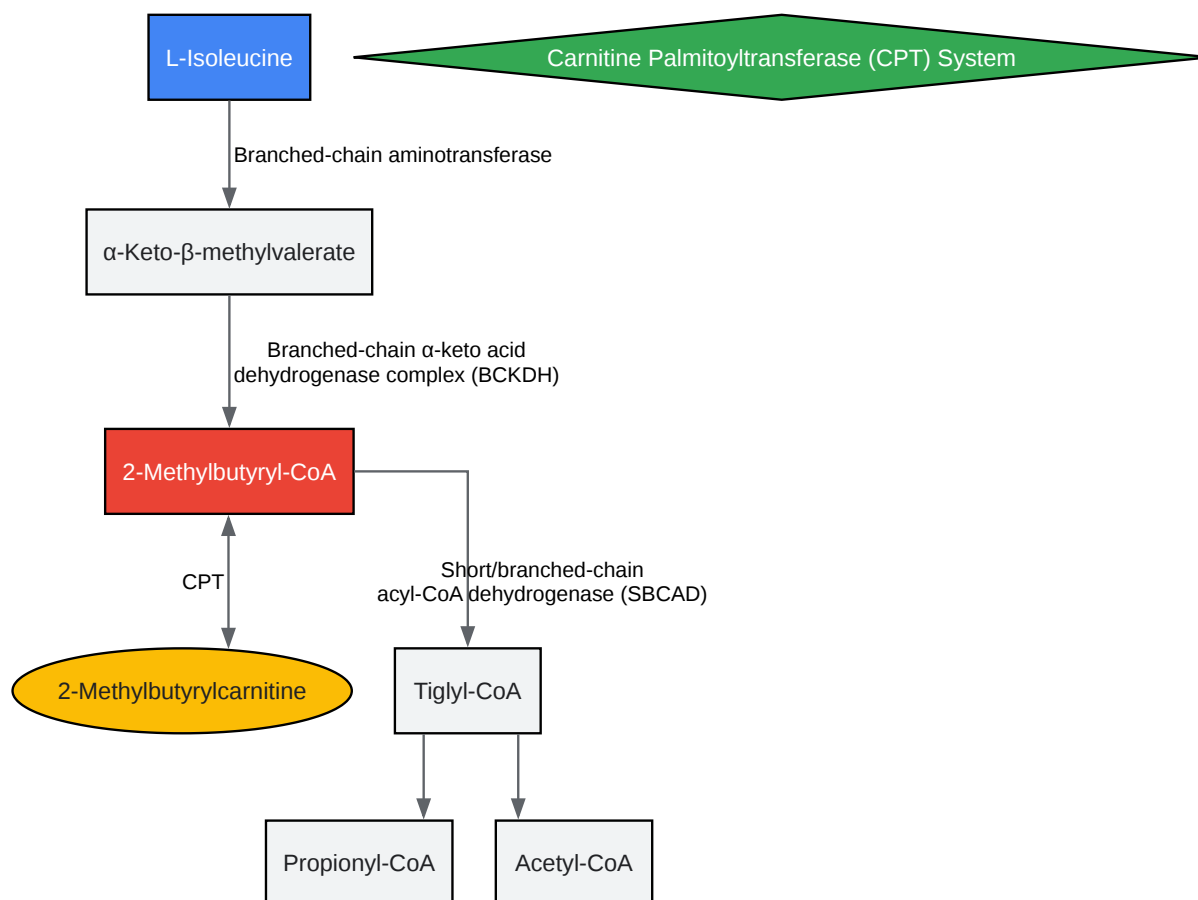 L-Isoleucine
Carnitine Palmitoyltransferase (CPT) System
Branched-chain aminotransferase
α-Keto-β-methylvalerate
Branched-chain α-keto acid
dehydrogenase complex (BCKDH)
2-Methylbutyryl-CoA
CPT
Short/branched-chain
acyl-CoA dehydrogenase (SBCAD)
2-Methylbutyrylcarnitine
Tiglyl-CoA
Propionyl-CoA
Acetyl-CoA